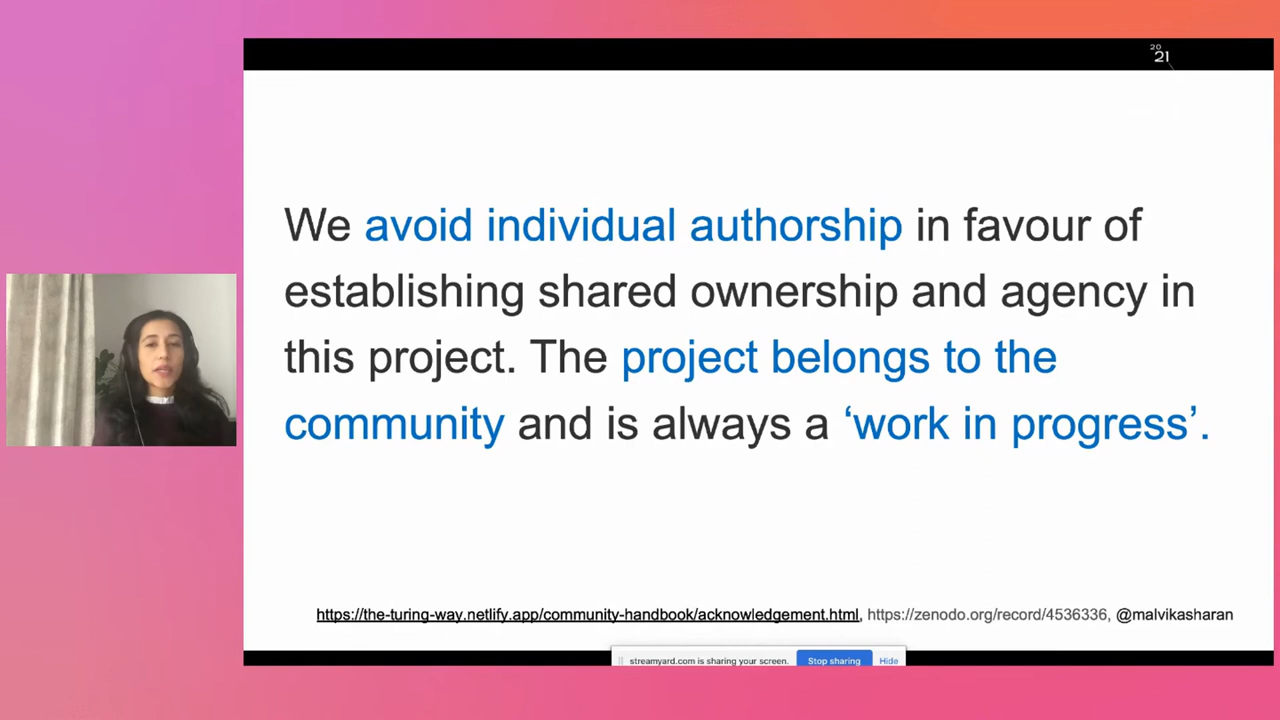 20
21
We avoid individual authorship in favour of
establishing shared ownership and agency in
this project. The project belongs to the
community and is always a ‘work in progress’.
https://the-turing-way.netlify.app/community-handbook/acknowledgement.html, https://zenodo.org/record/4536336, @malvikasharan
streamyard.com is sharing your screen. Stop sharing Hide